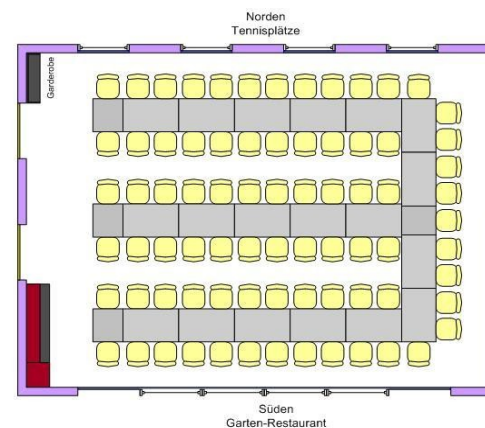 Norden
Tennisplätze
Garderobe
Süden
Garten-Restaurant